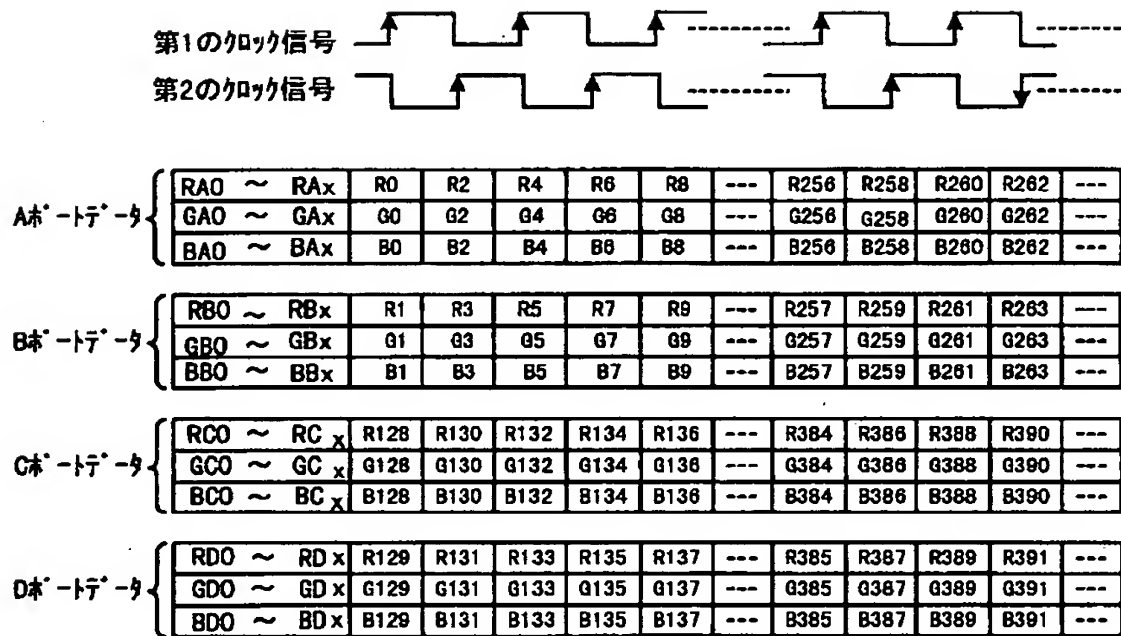 第1のｸﾛｯｸ信号
第2のｸﾛｯｸ信号
Aﾎﾟｰﾄﾃﾞｰﾀ
RA0 ～ RAx R0 R2 R4 R6 R8 --- R256 R258 R260 R262 ---
GA0 ～ GAx G0 G2 G4 G6 G8 --- G256 G258 G260 G262 ---
BA0 ～ BAx B0 B2 B4 B6 B8 --- B256 B258 B260 B262 ---
Bﾎﾟｰﾄﾃﾞｰﾀ
RB0 ～ RBx R1 R3 R5 R7 R9 --- R257 R259 R261 R263 ---
GB0 ～ GBx G1 G3 G5 G7 G9 --- G257 G259 G261 G263 ---
BB0 ～ BBx B1 B3 B5 B7 B9 --- B257 B259 B261 B263 ---
Cﾎﾟｰﾄﾃﾞｰﾀ
RC0 ～ RCx R128 R130 R132 R134 R136 --- R384 R386 R388 R390 ---
GC0 ～ GCx G128 G130 G132 G134 G136 --- G384 G386 G388 G390 ---
BC0 ～ BCx B128 B130 B132 B134 B136 --- B384 B386 B388 B390 ---
Dﾎﾟｰﾄﾃﾞｰﾀ
RD0 ～ RDx R129 R131 R133 R135 R137 --- R385 R387 R389 R391 ---
GD0 ～ GDx G129 G131 G133 G135 G137 --- G385 G387 G389 G391 ---
BD0 ～ BDx B129 B131 B133 B135 B137 --- B385 B387 B389 B391 ---